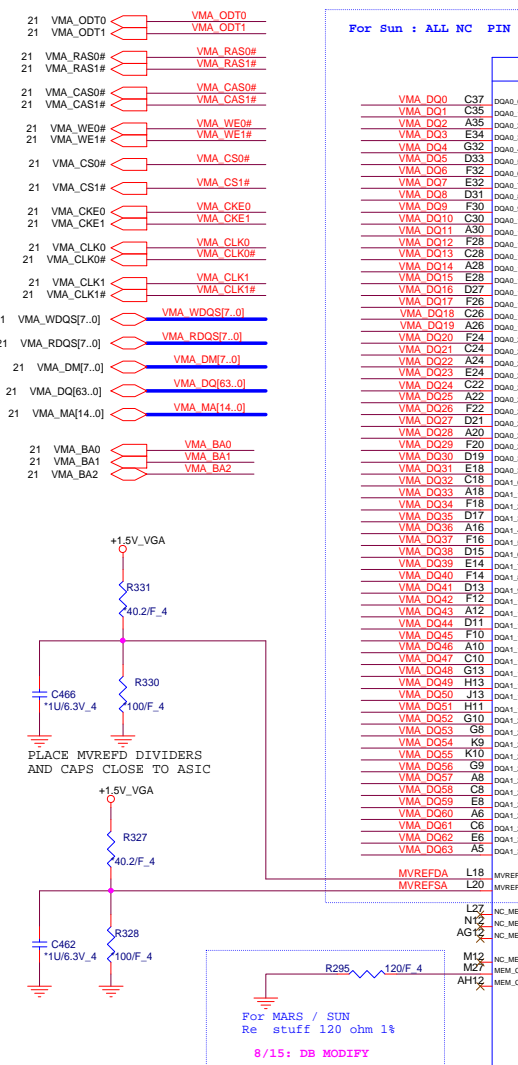 21 VMA_ODT0 VMA_ODT0
21 VMA_ODT1 VMA_ODT1
21 VMA_RAS0# VMA_RAS0#
21 VMA_RAS1# VMA_RAS1#
21 VMA_CAS0# VMA_CAS0#
21 VMA_CAS1# VMA_CAS1#
21 VMA_WE0# VMA_WE0#
21 VMA_WE1# VMA_WE1#
21 VMA_CS0# VMA_CS0#
21 VMA_CS1# VMA_CS1#
21 VMA_CKE0 VMA_CKE0
21 VMA_CKE1 VMA_CKE1
21 VMA_CLK0 VMA_CLK0
21 VMA_CLK0# VMA_CLK0#
21 VMA_CLK1 VMA_CLK1
21 VMA_CLK1# VMA_CLK1#
VMA_WDQS[7..0] VMA_WDQS[7..0]
21 VMA_RDQS[7..0] VMA_RDQS[7..0]
21 VMA_DM[7..0] VMA_DM[7..0]
21 VMA_DQ[63..0] VMA_DQ[63..0]
21 VMA_MA[14..0] VMA_MA[14..0]
21 VMA_BA0 VMA_BA0
21 VMA_BA1 VMA_BA1
21 VMA_BA2 VMA_BA2
+1.5V_VGA
R331
*40.2/F_4
C466
*1U/6.3V_4
R330
*100/F_4
PLACE MVREFD DIVIDERS
AND CAPS CLOSE TO ASIC
+1.5V_VGA
R327
*40.2/F_4
C462
*1U/6.3V_4
R328
*100/F_4
For Sun : ALL NC PIN
VMA_DQ0 C37
VMA_DQ1 C35
VMA_DQ2 A35
VMA_DQ3 E34
VMA_DQ4 G32
VMA_DQ5 D33
VMA_DQ6 F32
VMA_DQ7 E32
VMA_DQ8 D31
VMA_DQ9 F30
VMA_DQ10 C30
VMA_DQ11 A30
VMA_DQ12 F28
VMA_DQ13 C28
VMA_DQ14 A28
VMA_DQ15 E28
VMA_DQ16 D27
VMA_DQ17 F26
VMA_DQ18 C26
VMA_DQ19 A26
VMA_DQ20 F24
VMA_DQ21 C24
VMA_DQ22 A24
VMA_DQ23 E24
VMA_DQ24 C22
VMA_DQ25 A22
VMA_DQ26 F22
VMA_DQ27 D21
VMA_DQ28 A20
VMA_DQ29 F20
VMA_DQ30 D19
VMA_DQ31 E18
VMA_DQ32 C18
VMA_DQ33 A18
VMA_DQ34 F18
VMA_DQ35 D17
VMA_DQ36 A16
VMA_DQ37 F16
VMA_DQ38 D15
VMA_DQ39 E14
VMA_DQ40 F14
VMA_DQ41 D13
VMA_DQ42 F12
VMA_DQ43 A12
VMA_DQ44 D11
VMA_DQ45 F10
VMA_DQ46 A10
VMA_DQ47 C10
VMA_DQ48 G13
VMA_DQ49 H13
VMA_DQ50 J13
VMA_DQ51 H11
VMA_DQ52 G10
VMA_DQ53 G8
VMA_DQ54 K9
VMA_DQ55 K10
VMA_DQ56 G9
VMA_DQ57 A8
VMA_DQ58 C8
VMA_DQ59 E8
VMA_DQ60 A6
VMA_DQ61 C6
VMA_DQ62 E6
VMA_DQ63 A5
MVREFDA L18 MVREF
MVREFSA L20 MVREF
L27 NC_ME
N12 NC_ME
AG12 NC_ME
M12 NC_ME
M27 MEM_C
AH12 MEM_C
R295 120/F_4
For MARS / SUN
Re stuff 120 ohm 1%
8/15: DB MODIFY